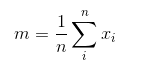 m = \frac{1}{n} \sum_{i}^{n} x_i